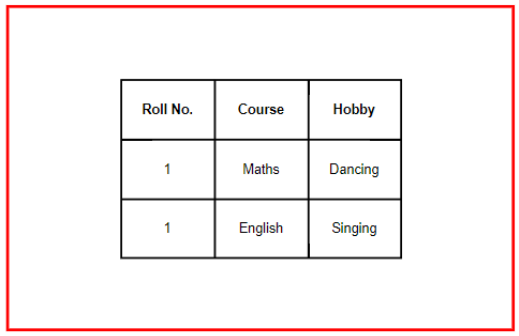 Roll No. Course Hobby
1 Maths Dancing
1 English Singing